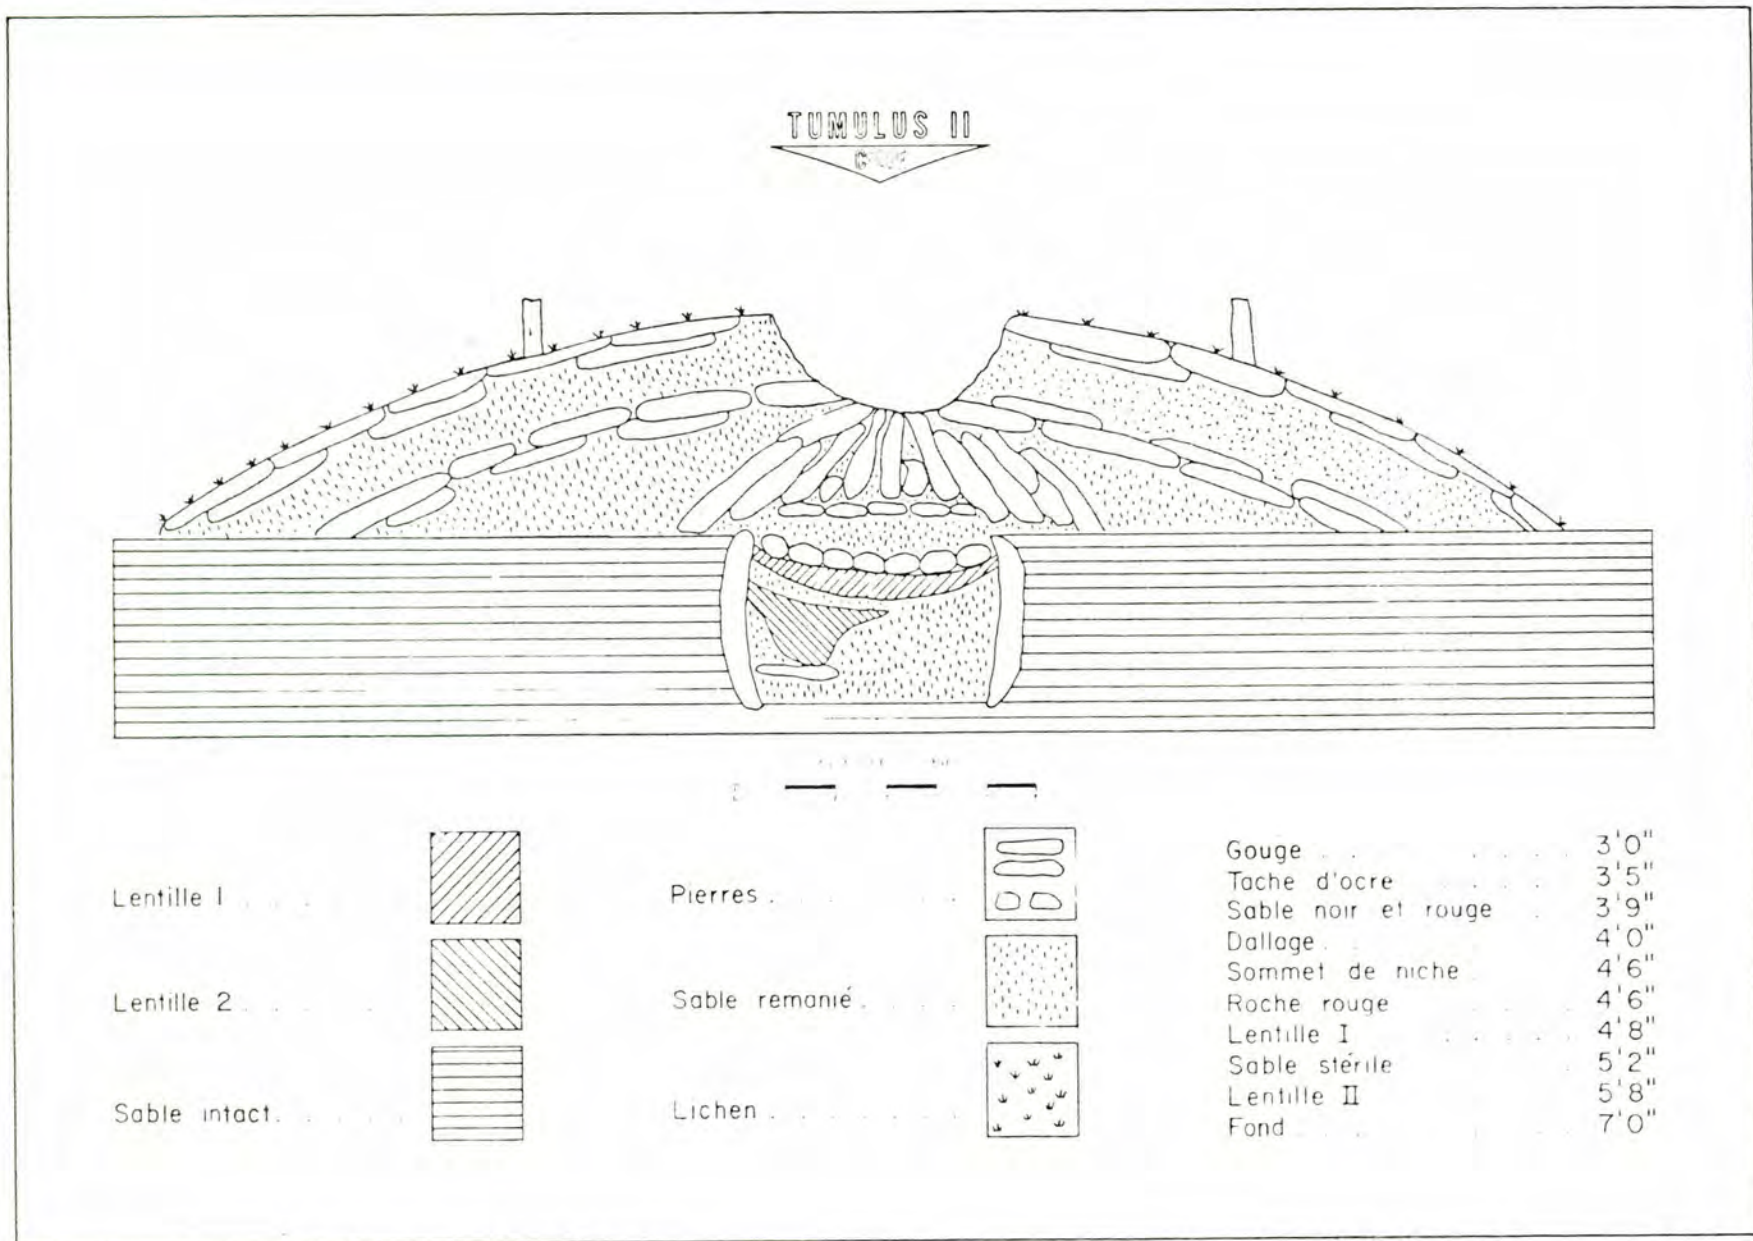 TUMULUS II
Lentille 1
Lentille 2
Sable intact
Pierres
Sable remanié
Lichen
Gouge 3'0"
Tache d'ocre 3'5"
Sable noir et rouge 3'9"
Dallage 4'0"
Sommet de niche 4'6"
Roche rouge 4'6"
Lentille I 4'8"
Sable stérile 5'2"
Lentille II 5'8"
Fond 7'0"